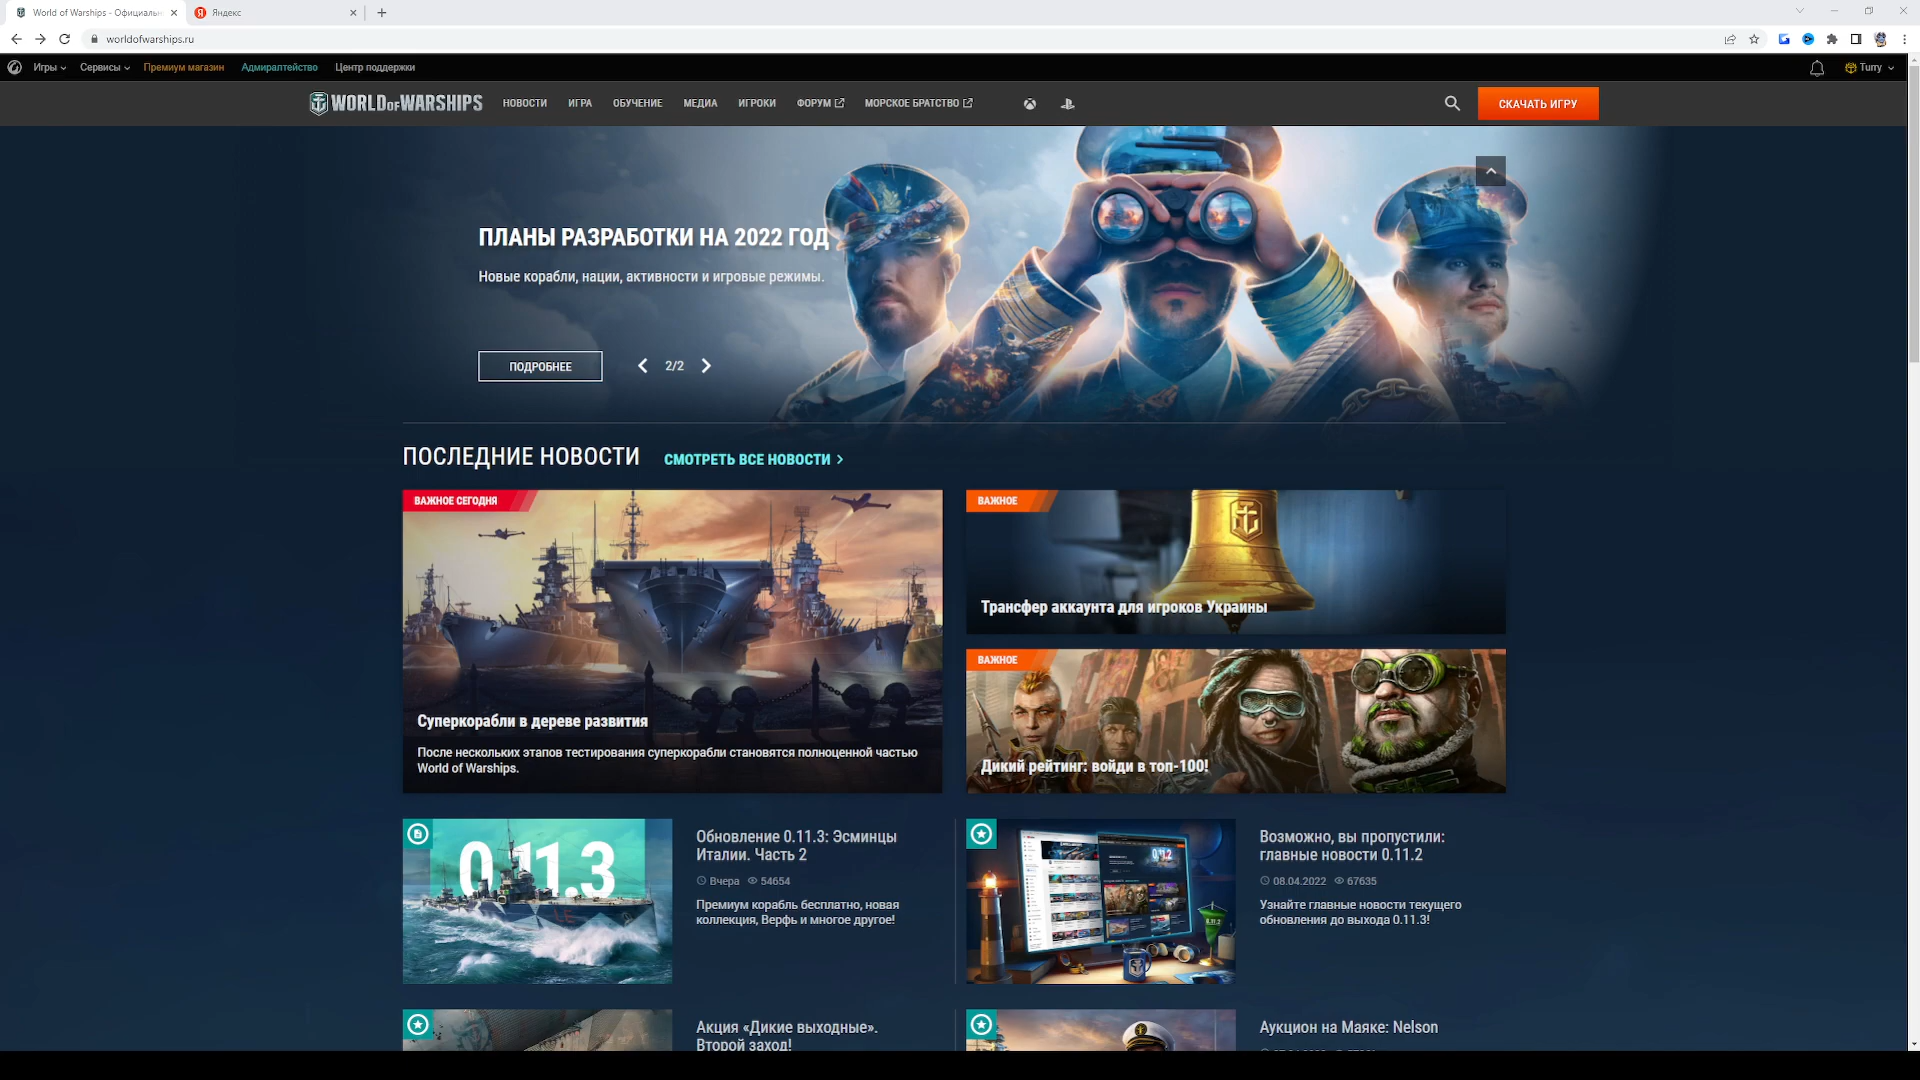 World of Warships - Официальн
Яндекс
worldofwarships.ru
Игры
Сервисы
Премиум магазин
Адмиралтейство
Центр поддержки
Turry
WORLD OF WARSHIPS
НОВОСТИ
ИГРА
ОБУЧЕНИЕ
МЕДИА
ИГРОКИ
ФОРУМ
МОРСКОЕ БРАТСТВО
СКАЧАТЬ ИГРУ
ПЛАНЫ РАЗРАБОТКИ НА 2022 ГОД
Новые корабли, нации, активности и игровые режимы.
ПОДРОБНЕЕ
2/2
ПОСЛЕДНИЕ НОВОСТИ
СМОТРЕТЬ ВСЕ НОВОСТИ
ВАЖНОЕ СЕГОДНЯ
Суперкорабли в дереве развития
После нескольких этапов тестирования суперкорабли становятся полноценной частью
World of Warships.
ВАЖНОЕ
Трансфер аккаунта для игроков Украины
ВАЖНОЕ
Дикий рейтинг: войди в топ-100!
0.11.3
Обновление 0.11.3: Эсминцы
Италии. Часть 2
Вчера 54654
Премиум корабль бесплатно, новая
коллекция, Верфь и многое другое!
0.11.2
0.11.2
Возможно, вы пропустили:
главные новости 0.11.2
08.04.2022 67635
Узнайте главные новости текущего
обновления до выхода 0.11.3!
Акция «Дикие выходные».
Второй заход!
Аукцион на Маяке: Nelson